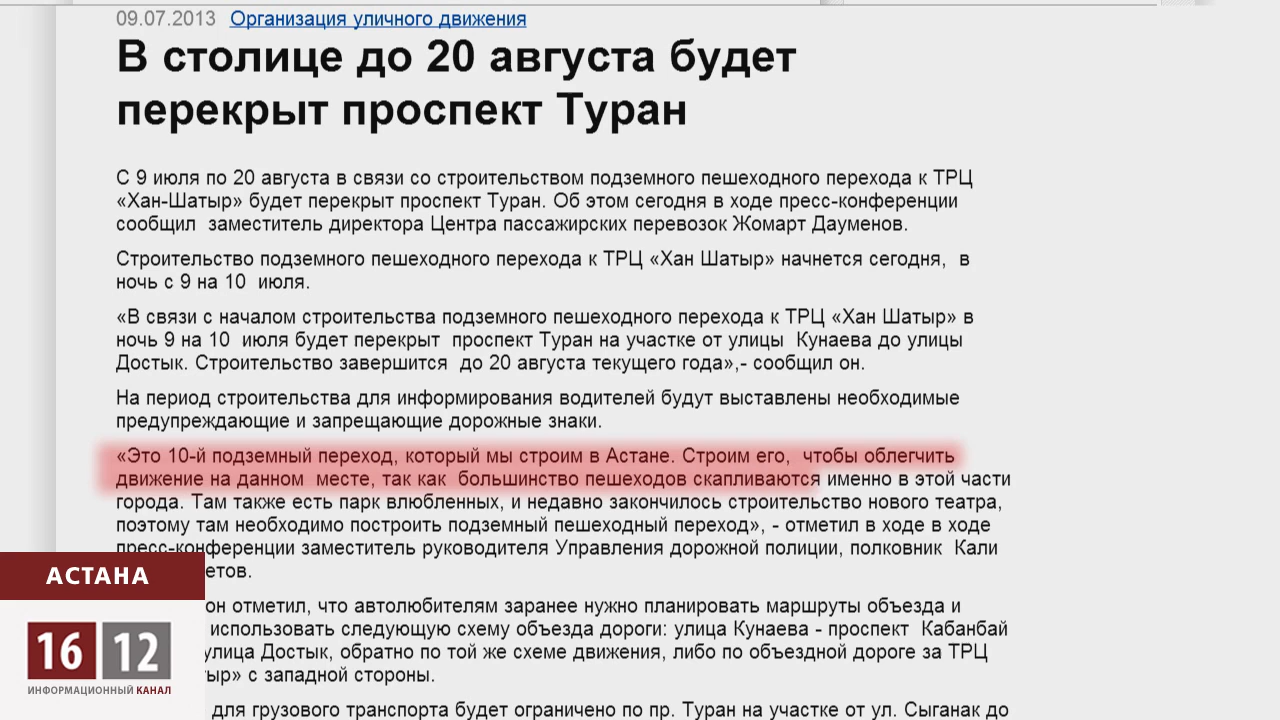 09.07.2013 Организация уличного движения
В столице до 20 августа будет
перекрыт проспект Туран
С 9 июля по 20 августа в связи со строительством подземного пешеходного перехода к ТРЦ
«Хан-Шатыр» будет перекрыт проспект Туран. Об этом сегодня в ходе пресс-конференции
сообщил заместитель директора Центра пассажирских перевозок Жомарт Дауменов.
Строительство подземного пешеходного перехода к ТРЦ «Хан Шатыр» начнется сегодня, в
ночь с 9 на 10 июля.
«В связи с началом строительства подземного пешеходного перехода к ТРЦ «Хан Шатыр» в
ночь 9 на 10 июля будет перекрыт проспект Туран на участке от улицы Кунаева до улицы
Достык. Строительство завершится до 20 августа текущего года»,- сообщил он.
На период строительства для информирования водителей будут выставлены необходимые
предупреждающие и запрещающие дорожные знаки.
«Это 10-й подземный переход, который мы строим в Астане. Строим его, чтобы облегчить
движение на данном месте, так как большинство пешеходов скапливаются именно в этой части
города. Там также есть парк влюбленных, и недавно закончилось строительство нового театра,
поэтому там необходимо построить подземный пешеходный переход», - отметил в ходе в ходе
пресс-конференции заместитель руководителя Управления дорожной полиции, полковник Кали
етов.
он отметил, что автолюбителям заранее нужно планировать маршруты объезда и
использовать следующую схему объезда дороги: улица Кунаева - проспект Кабанбай
улица Достык, обратно по той же схеме движения, либо по объездной дороге за ТРЦ
тыр» с западной стороны.
для грузового транспорта будет ограничено по пр. Туран на участке от ул. Сыганак до
АСТАНА
16 12
ИНФОРМАЦИОННЫЙ КАНАЛ